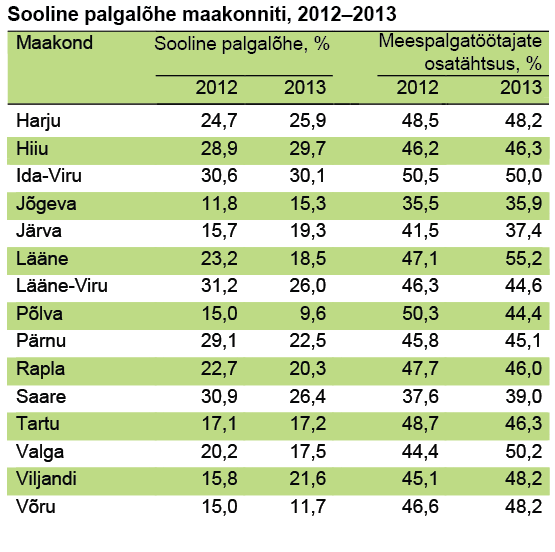 Sooline palgalõhe maakonniti, 2012–2013
Maakond Sooline palgalõhe, % Meespalgatöötajate
osatähtsus, %
2012 2013 2012 2013
Harju 24,7 25,9 48,5 48,2
Hiiu 28,9 29,7 46,2 46,3
Ida-Viru 30,6 30,1 50,5 50,0
Jõgeva 11,8 15,3 35,5 35,9
Järva 15,7 19,3 41,5 37,4
Lääne 23,2 18,5 47,1 55,2
Lääne-Viru 31,2 26,0 46,3 44,6
Põlva 15,0 9,6 50,3 44,4
Pärnu 29,1 22,5 45,8 45,1
Rapla 22,7 20,3 47,7 46,0
Saare 30,9 26,4 37,6 39,0
Tartu 17,1 17,2 48,7 46,3
Valga 20,2 17,5 44,4 50,2
Viljandi 15,8 21,6 45,1 48,2
Võru 15,0 11,7 46,6 48,2